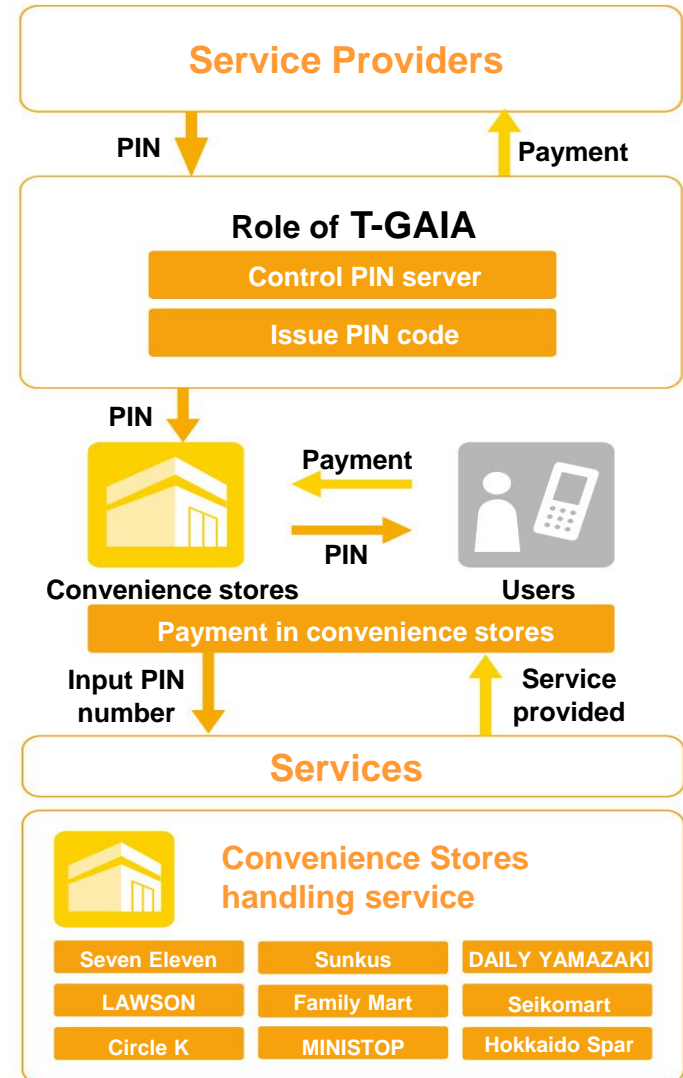 Service Providers
PIN
Payment
Role of T-GAIA
Control PIN server
Issue PIN code
PIN
Payment
PIN
Convenience stores
Users
Payment in convenience stores
Input PIN
number
Service
provided
Services
Convenience Stores
handling service
Seven Eleven
Sunkus
DAILY YAMAZAKI
LAWSON
Family Mart
Seikomart
Circle K
MINISTOP
Hokkaido Spar